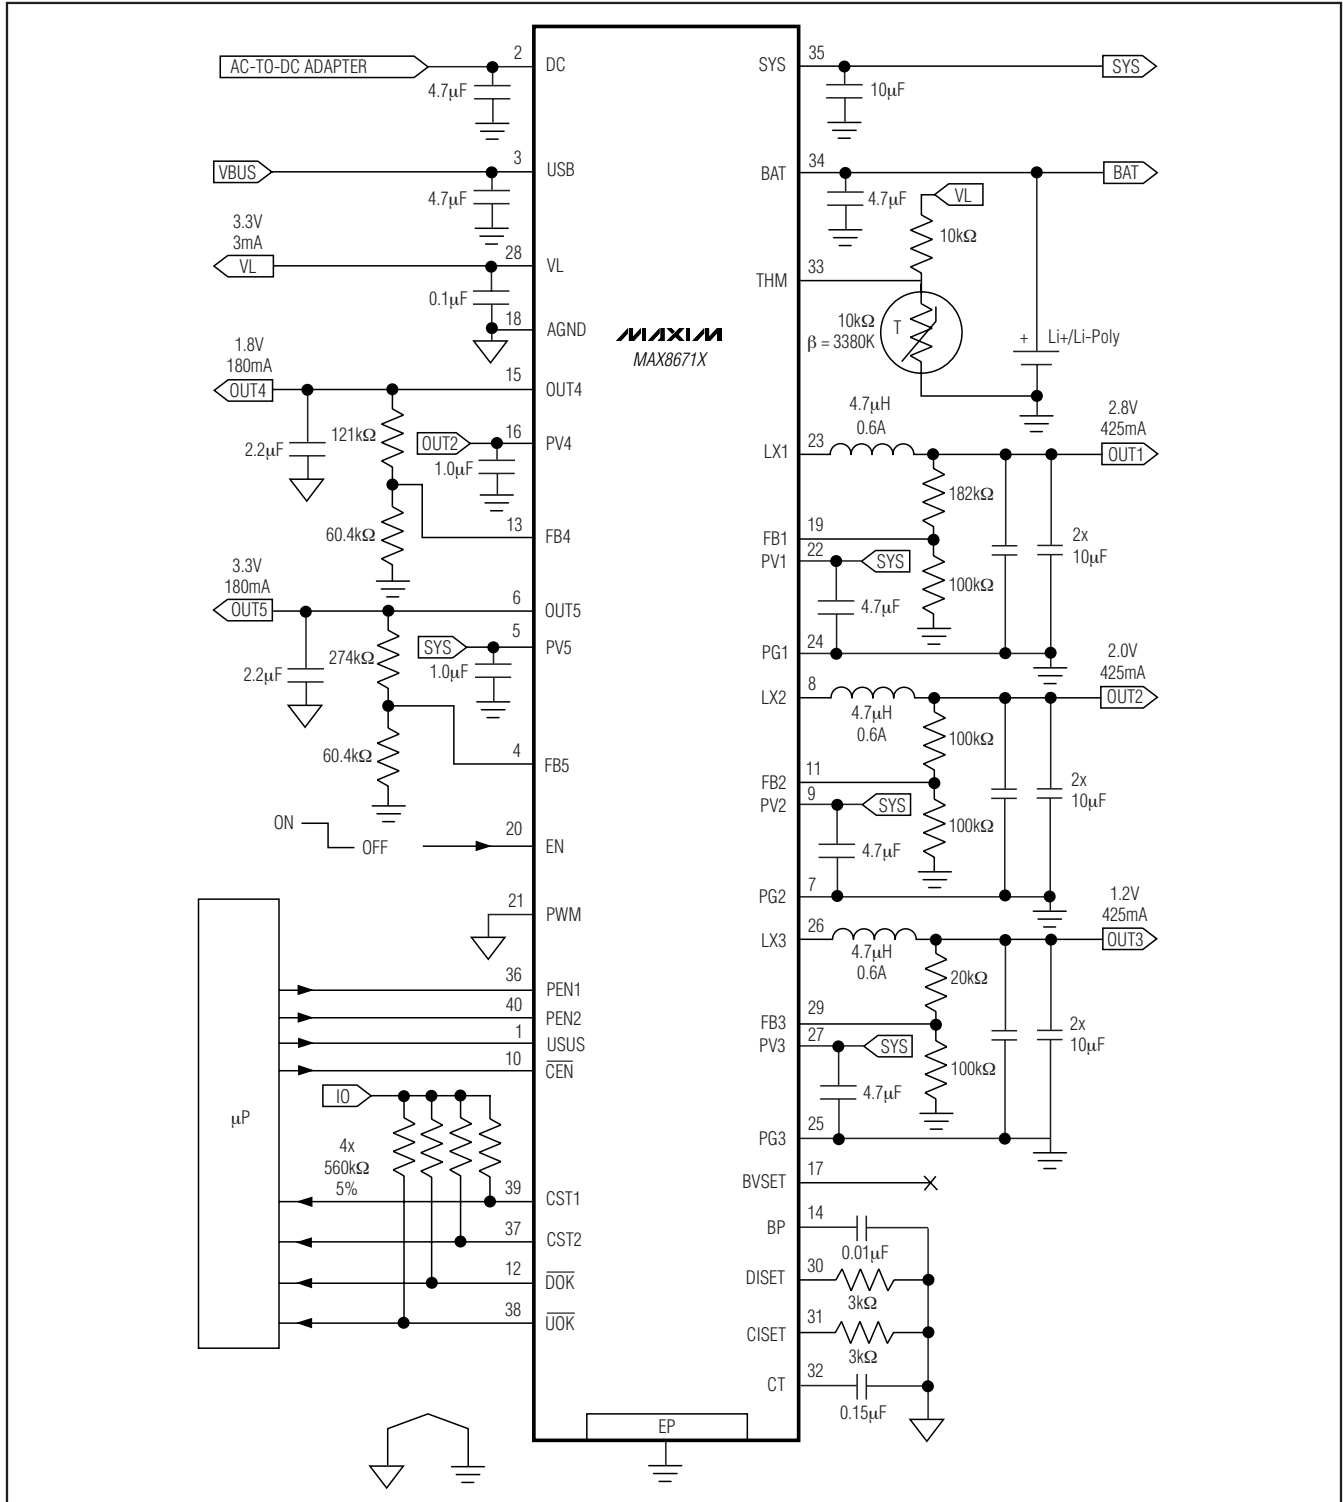 AC-TO-DC ADAPTER
2
DC
4.7µF
VBUS
3
USB
4.7µF
3.3V
3mA
VL
28
VL
0.1µF
18
AGND
1.8V
180mA
OUT4
15
OUT4
2.2µF
121kΩ
OUT2
16
PV4
1.0µF
60.4kΩ
13
FB4
3.3V
180mA
OUT5
6
OUT5
SYS
5
PV5
2.2µF
274kΩ
1.0µF
60.4kΩ
4
FB5
ON
OFF
20
EN
21
PWM
µP
36
PEN1
40
PEN2
1
USUS
10
CEN
IO
4x
560kΩ
5%
39
CST1
37
CST2
12
DOK
38
UOK
MAXIM
MAX8671X
EP
SYS
35
SYS
10µF
BAT
34
BAT
4.7µF
VL
10kΩ
THM
33
10kΩ
β = 3380K
T
+
Li+/Li-Poly
4.7µH
0.6A
2.8V
425mA
LX1
23
OUT1
182kΩ
FB1
19
PV1
22
SYS
2x
10µF
100kΩ
4.7µF
PG1
24
2.0V
425mA
LX2
8
OUT2
4.7µH
0.6A
100kΩ
FB2
11
PV2
9
SYS
2x
10µF
100kΩ
4.7µF
PG2
7
1.2V
425mA
LX3
26
OUT3
4.7µH
0.6A
20kΩ
FB3
29
PV3
27
SYS
2x
10µF
100kΩ
4.7µF
PG3
25
BVSET
17
BP
14
0.01µF
DISET
30
3kΩ
CISET
31
3kΩ
CT
32
0.15µF